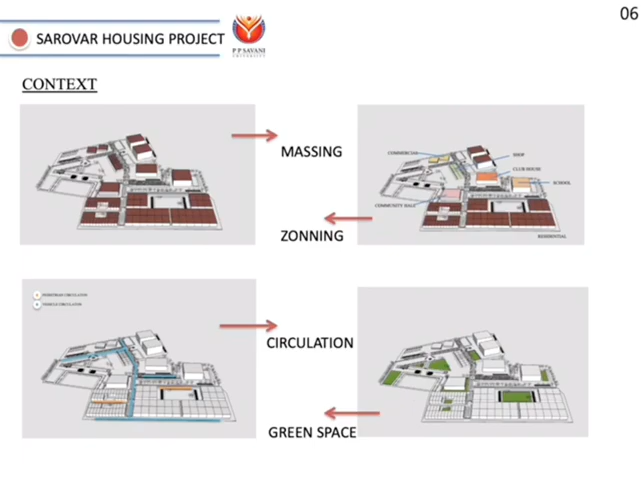 06
SAROVAR HOUSING PROJECT
P P SAVANI
UNIVERSITY
CONTEXT
MASSING
COMMERCIAL
SHOP
CLUB HOUSE
SCHOOL
COMMUNITY HALL
RESIDENTIAL
ZONNING
PEDESTRIAN CIRCULATION
VEHICLE CIRCULATION
CIRCULATION
GREEN SPACE